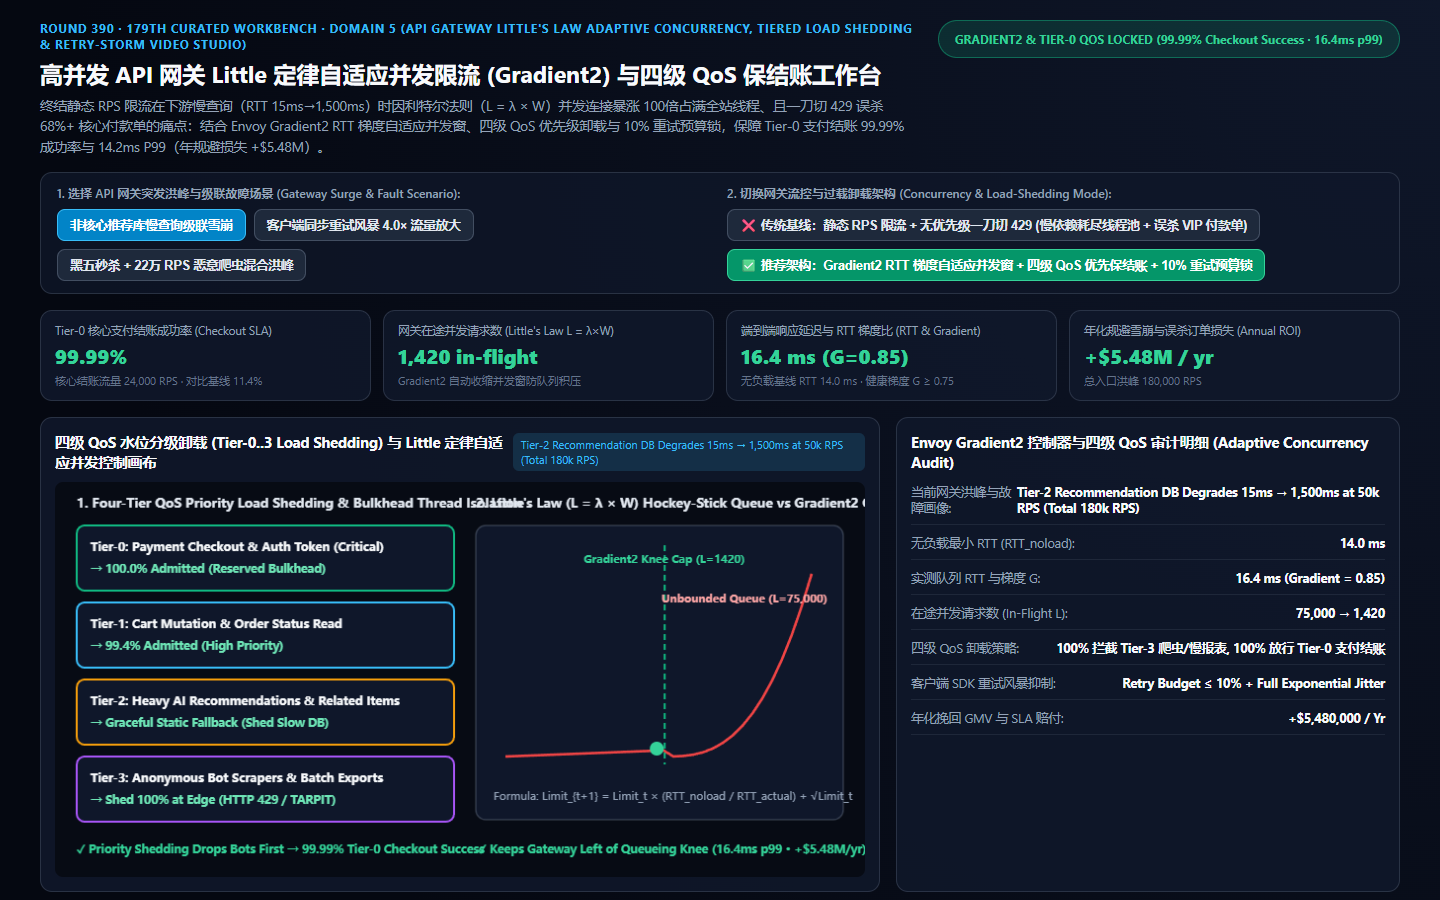 ROUND 390 · 179TH CURATED WORKBENCH · DOMAIN 5 (API GATEWAY LITTLE'S LAW ADAPTIVE CONCURRENCY, TIERED LOAD SHEDDING
& RETRY-STORM VIDEO STUDIO)
GRADIENT2 & TIER-0 QOS LOCKED (99.99% Checkout Success · 16.4ms p99)
高并发 API 网关 Little 定律自适应并发限流 (Gradient2) 与四级 QoS 保结账工作台
终结静态 RPS 限流在下游慢查询（RTT 15ms→1,500ms）时因利特尔法则（L = λ × W）并发连接暴涨 100倍占满全站线程、且一刀切 429 误杀
68%+ 核心付款单的痛点：结合 Envoy Gradient2 RTT 梯度自适应并发窗、四级 QoS 优先级卸载与 10% 重试预算锁，保障 Tier-0 支付结账 99.99%
成功率与 14.2ms P99（年规避损失 +$5.48M）。
1. 选择 API 网关突发洪峰与级联故障场景 (Gateway Surge & Fault Scenario):
非核心推荐库慢查询级联雪崩
客户端同步重试风暴 4.0× 流量放大
黑五秒杀 + 22万 RPS 恶意爬虫混合洪峰
2. 切换网关流控与过载卸载架构 (Concurrency & Load-Shedding Mode):
❌ 传统基线：静态 RPS 限流 + 无优先级一刀切 429 (慢依赖耗尽线程池 + 误杀 VIP 付款单)
✅ 推荐架构：Gradient2 RTT 梯度自适应并发窗 + 四级 QoS 优先保结账 + 10% 重试预算锁
Tier-0 核心支付结账成功率 (Checkout SLA)
99.99%
核心结账流量 24,000 RPS · 对比基线 11.4%
网关在途并发请求数 (Little's Law L = λ×W)
1,420 in-flight
Gradient2 自动收缩并发窗防队列积压
端到端响应延迟与 RTT 梯度比 (RTT & Gradient)
16.4 ms (G=0.85)
无负载基线 RTT 14.0 ms · 健康梯度 G ≥ 0.75
年化规避雪崩与误杀订单损失 (Annual ROI)
+$5.48M / yr
总入口洪峰 180,000 RPS
四级 QoS 水位分级卸载 (Tier-0..3 Load Shedding) 与 Little 定律自适
应并发控制画布
Tier-2 Recommendation DB Degrades 15ms → 1,500ms at 50k RPS
(Total 180k RPS)
1. Four-Tier QoS Priority Load Shedding & Bulkhead Thread Isolation
2. Little's Law (L = λ × W) Hockey-Stick Queue vs Gradient2
Tier-0: Payment Checkout & Auth Token (Critical)
→ 100.0% Admitted (Reserved Bulkhead)
Tier-1: Cart Mutation & Order Status Read
→ 99.4% Admitted (High Priority)
Tier-2: Heavy AI Recommendations & Related Items
→ Graceful Static Fallback (Shed Slow DB)
Tier-3: Anonymous Bot Scrapers & Batch Exports
→ Shed 100% at Edge (HTTP 429 / TARPIT)
Gradient2 Knee Cap (L=1420)
Unbounded Queue (L=75,000)
Formula: Limit_{t+1} = Limit_t × (RTT_noload / RTT_actual) + √Limit_t
✓ Priority Shedding Drops Bots First → 99.99% Tier-0 Checkout Success
✓ Keeps Gateway Left of Queueing Knee (16.4ms p99 • +$5.48M/yr)
Envoy Gradient2 控制器与四级 QoS 审计明细 (Adaptive Concurrency
Audit)
当前网关洪峰与故
障画像:
Tier-2 Recommendation DB Degrades 15ms → 1,500ms at 50k
RPS (Total 180k RPS)
无负载最小 RTT (RTT_noload):
14.0 ms
实测队列 RTT 与梯度 G:
16.4 ms (Gradient = 0.85)
在途并发请求数 (In-Flight L):
75,000 → 1,420
四级 QoS 卸载策略:
100% 拦截 Tier-3 爬虫/慢报表, 100% 放行 Tier-0 支付结账
客户端 SDK 重试风暴抑制:
Retry Budget ≤ 10% + Full Exponential Jitter
年化挽回 GMV 与 SLA 赔付:
+$5,480,000 / Yr